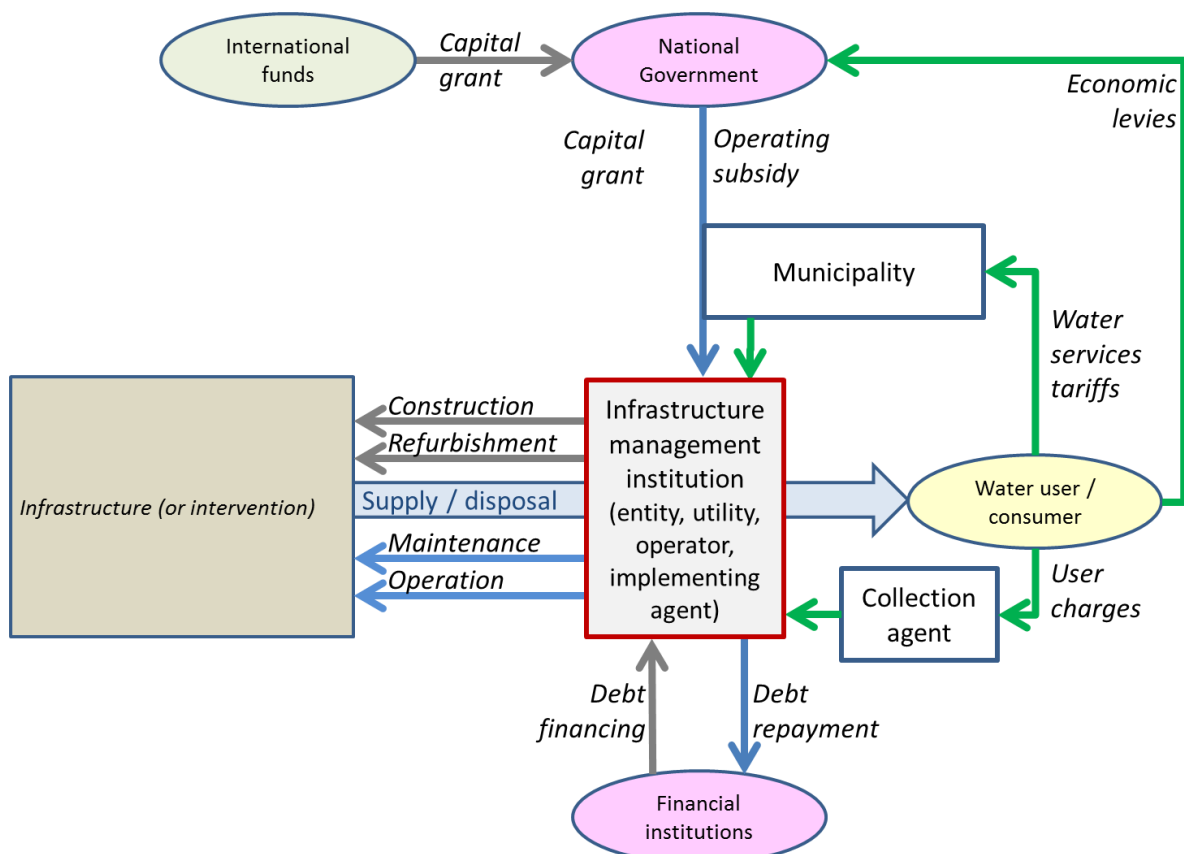 International
funds
Capital
grant
National
Government
Economic
levies
Capital
grant
Operating
subsidy
Municipality
Water
services
tariffs
Infrastructure (or intervention)
Construction
Refurbishment
Supply / disposal
Maintenance
Operation
Infrastructure
management
institution
(entity, utility,
operator,
implementing
agent)
Water user /
consumer
User
charges
Collection
agent
Debt
financing
Debt
repayment
Financial
institutions